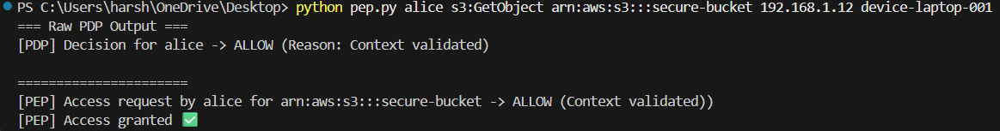 PS C:\Users\harsh\OneDrive\Desktop> python pep.py alice s3:GetObject arn:aws:s3:::secure-bucket 192.168.1.12 device-laptop-001
=== Raw PDP Output ===
[PDP] Decision for alice -> ALLOW (Reason: Context validated)
======================
[PEP] Access request by alice for arn:aws:s3:::secure-bucket -> ALLOW (Context validated))
[PEP] Access granted ✅